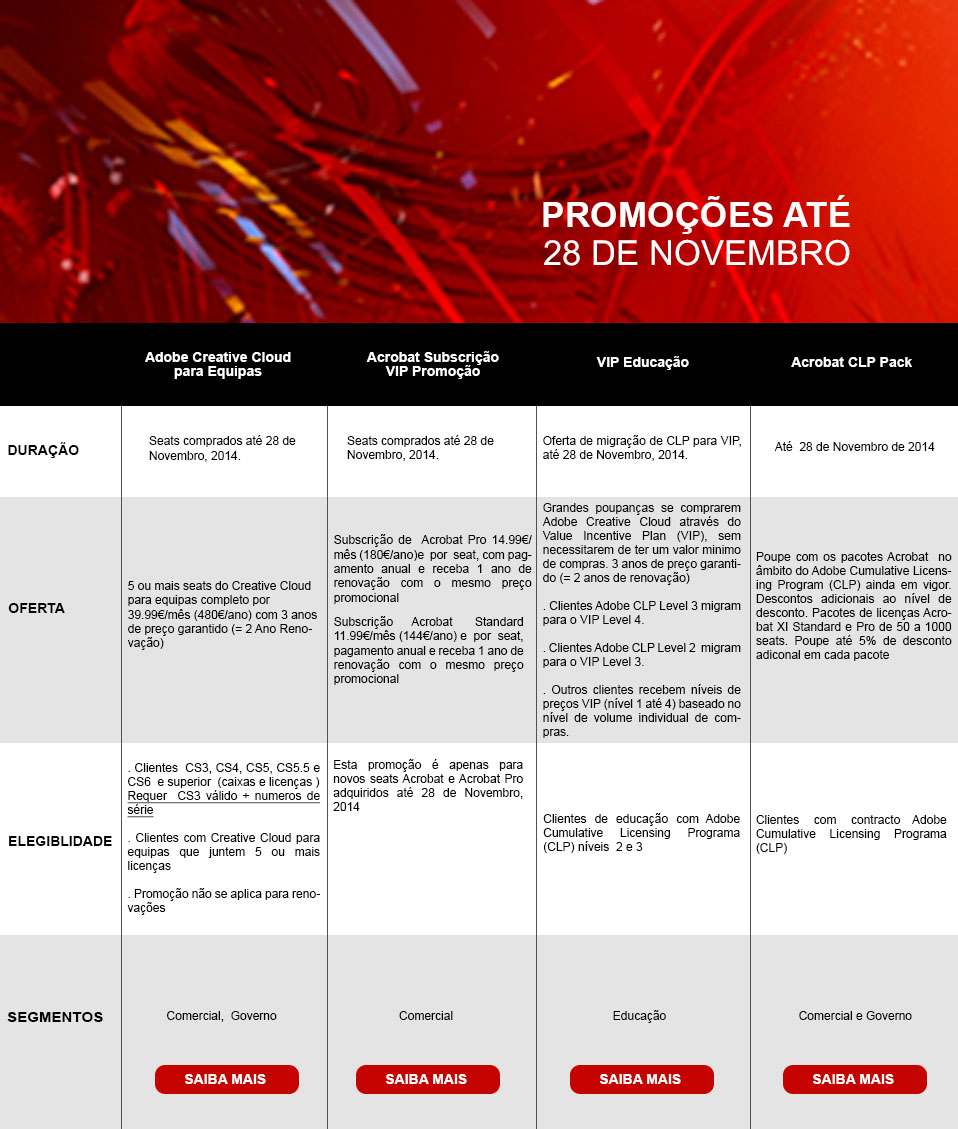 PROMOÇÕES ATÉ
28 DE NOVEMBRO
Adobe Creative Cloud
para Equipas
Acrobat Subscrição
VIP Promoção
VIP Educação
Acrobat CLP Pack
DURAÇÃO
Seats comprados até 28 de
Novembro, 2014.
Seats comprados até 28 de
Novembro, 2014.
Oferta de migração de CLP para VIP,
até 28 de Novembro, 2014.
Até 28 de Novembro de 2014
OFERTA
5 ou mais seats do Creative Cloud
para equipas completo por
39.99€/mês (480€/ano) com 3 anos
de preço garantido (= 2 Ano Reno-
vação)
Subscrição de Acrobat Pro 14.99€/
mês (180€/ano)e por seat, com pag-
amento anual e receba 1 ano de
renovação com o mesmo preço
promocional
Subscrição Acrobat Standard
11.99€/mês (144€/ano) e por seat,
pagamento anual e receba 1 ano de
renovação com o mesmo preço
promocional
Grandes poupanças se comprarem
Adobe Creative Cloud através do
Value Incentive Plan (VIP), sem
necessitarem de ter um valor minimo
de compras. 3 anos de preço garanti-
do (= 2 anos de renovação)
. Clientes Adobe CLP Level 3 migram
para o VIP Level 4.
. Clientes Adobe CLP Level 2 migram
para o VIP Level 3.
. Outros clientes recebem níveis de
preços VIP (nível 1 até 4) baseado no
nível de volume individual de com-
pras.
Poupe com os pacotes Acrobat no
âmbito do Adobe Cumulative Licens-
ing Program (CLP) ainda em vigor.
Descontos adicionais ao nível de
desconto. Pacotes de licenças Acro-
bat XI Standard e Pro de 50 a 1000
seats. Poupe até 5% de desconto
adiconal em cada pacote
ELEGIBLIDADE
. Clientes CS3, CS4, CS5, CS5.5 e
CS6 e superior (caixas e licenças )
Requer CS3 válido + numeros de
série
. Clientes com Creative Cloud para
equipas que juntem 5 ou mais
licenças
. Promoção não se aplica para reno-
vações
Esta promoção é apenas para
novos seats Acrobat e Acrobat Pro
adquiridos até 28 de Novembro,
2014
Clientes de educação com Adobe
Cumulative Licensing Programa
(CLP) níveis 2 e 3
Clientes com contracto Adobe
Cumulative Licensing Programa
(CLP)
SEGMENTOS
Comercial, Governo
Comercial
Educação
Comercial e Governo
SAIBA MAIS
SAIBA MAIS
SAIBA MAIS
SAIBA MAIS